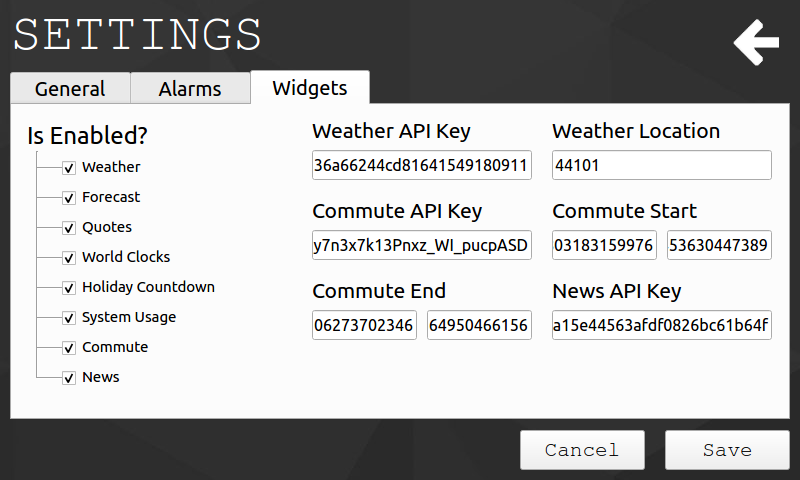 SETTINGS
General
Alarms
Widgets
Is Enabled?
Weather
Forecast
Quotes
World Clocks
Holiday Countdown
System Usage
Commute
News
Weather API Key
36a66244cd81641549180911
Weather Location
44101
Commute API Key
y7n3x7k13Pnxz_WI_pucpASD
Commute Start
03183159976
53630447389
Commute End
06273702346
64950466156
News API Key
a15e44563afdf0826bc61b64f
Cancel
Save